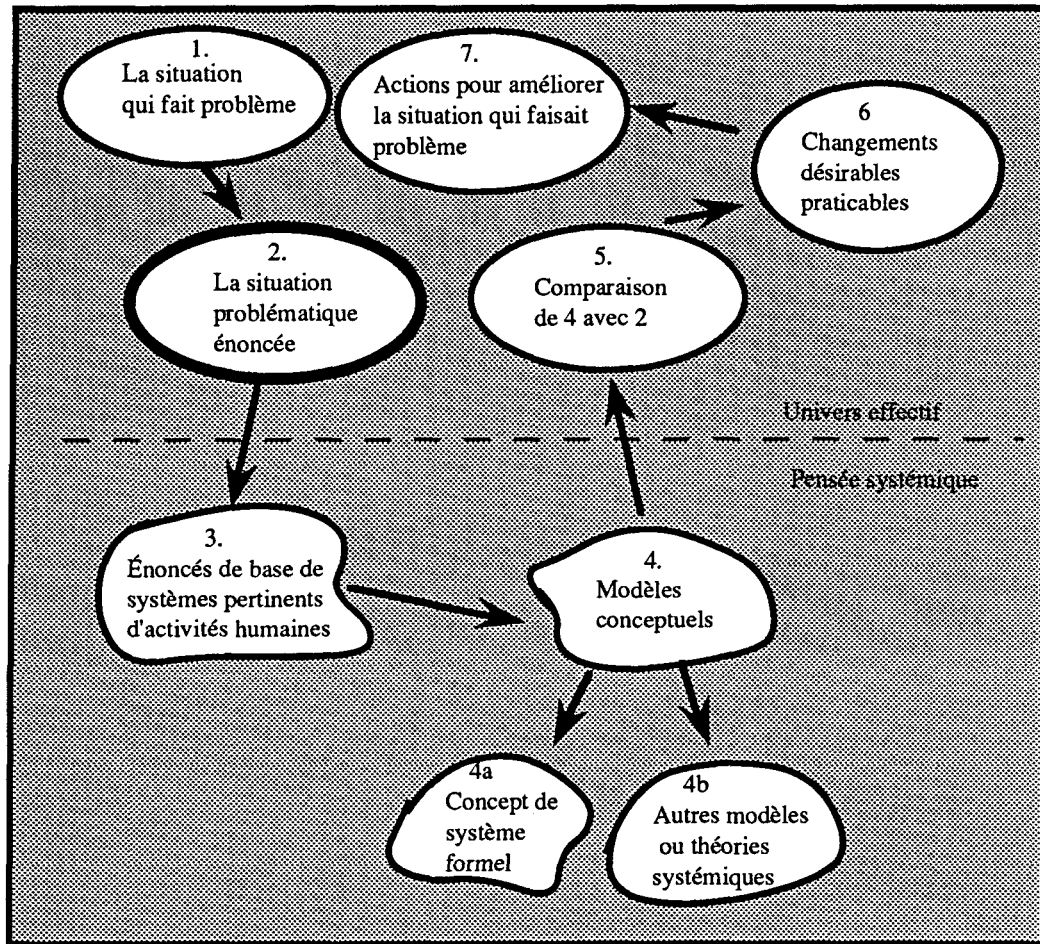 1.
La situation
qui fait problème
7.
Actions pour améliorer
la situation qui faisait
problème
6
Changements
désirables
praticables
2.
La situation
problématique
énoncée
5.
Comparaison
de 4 avec 2
Univers effectif
Pensée systémique
3.
Énoncés de base de
systèmes pertinents
d'activités humaines
4.
Modèles
conceptuels
4a
Concept de
système
formel
4b
Autres modèles
ou théories
systémiques